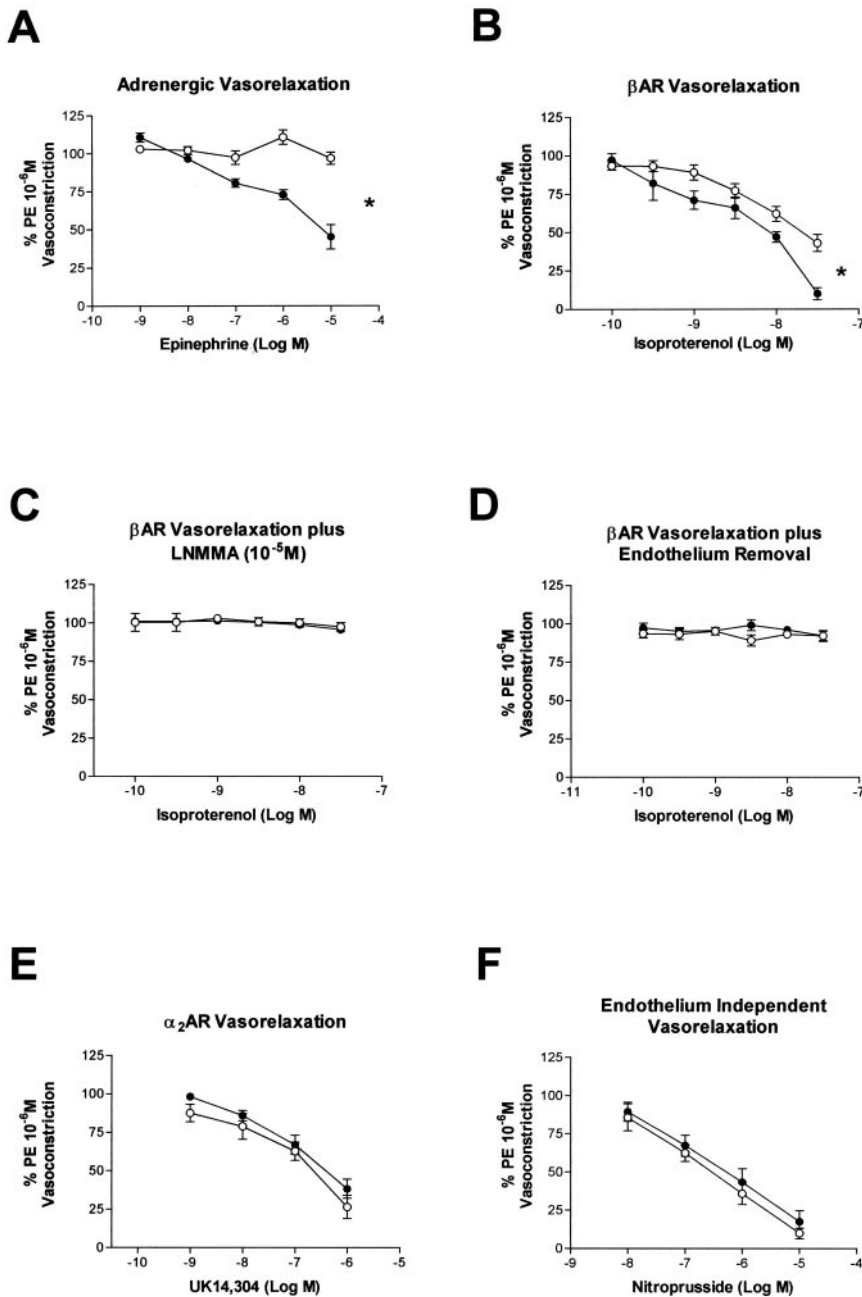 A
Adrenergic Vasorelaxation
% PE 10⁻⁶M
Vasoconstriction
125
100
75
50
25
0
-10 -9 -8 -7 -6 -5 -4
Epinephrine (Log M)
*
B
βAR Vasorelaxation
% PE 10⁻⁶M
Vasoconstriction
125
100
75
50
25
0
-10 -9 -8 -7
Isoproterenol (Log M)
*
C
βAR Vasorelaxation plus
LNMMA (10⁻⁵M)
% PE 10⁻⁶M
Vasoconstriction
125
100
75
50
25
0
-10 -9 -8 -7
Isoproterenol (Log M)
D
βAR Vasorelaxation plus
Endothelium Removal
% PE 10⁻⁶M
Vasoconstriction
125
100
75
50
25
0
-11 -10 -9 -8 -7
Isoproterenol (Log M)
E
α₂AR Vasorelaxation
% PE 10⁻⁶M
Vasoconstriction
125
100
75
50
25
0
-10 -9 -8 -7 -6 -5
UK14,304 (Log M)
F
Endothelium Independent
Vasorelaxation
% PE 10⁻⁶M
Vasoconstriction
125
100
75
50
25
0
-9 -8 -7 -6 -5 -4
Nitroprusside (Log M)